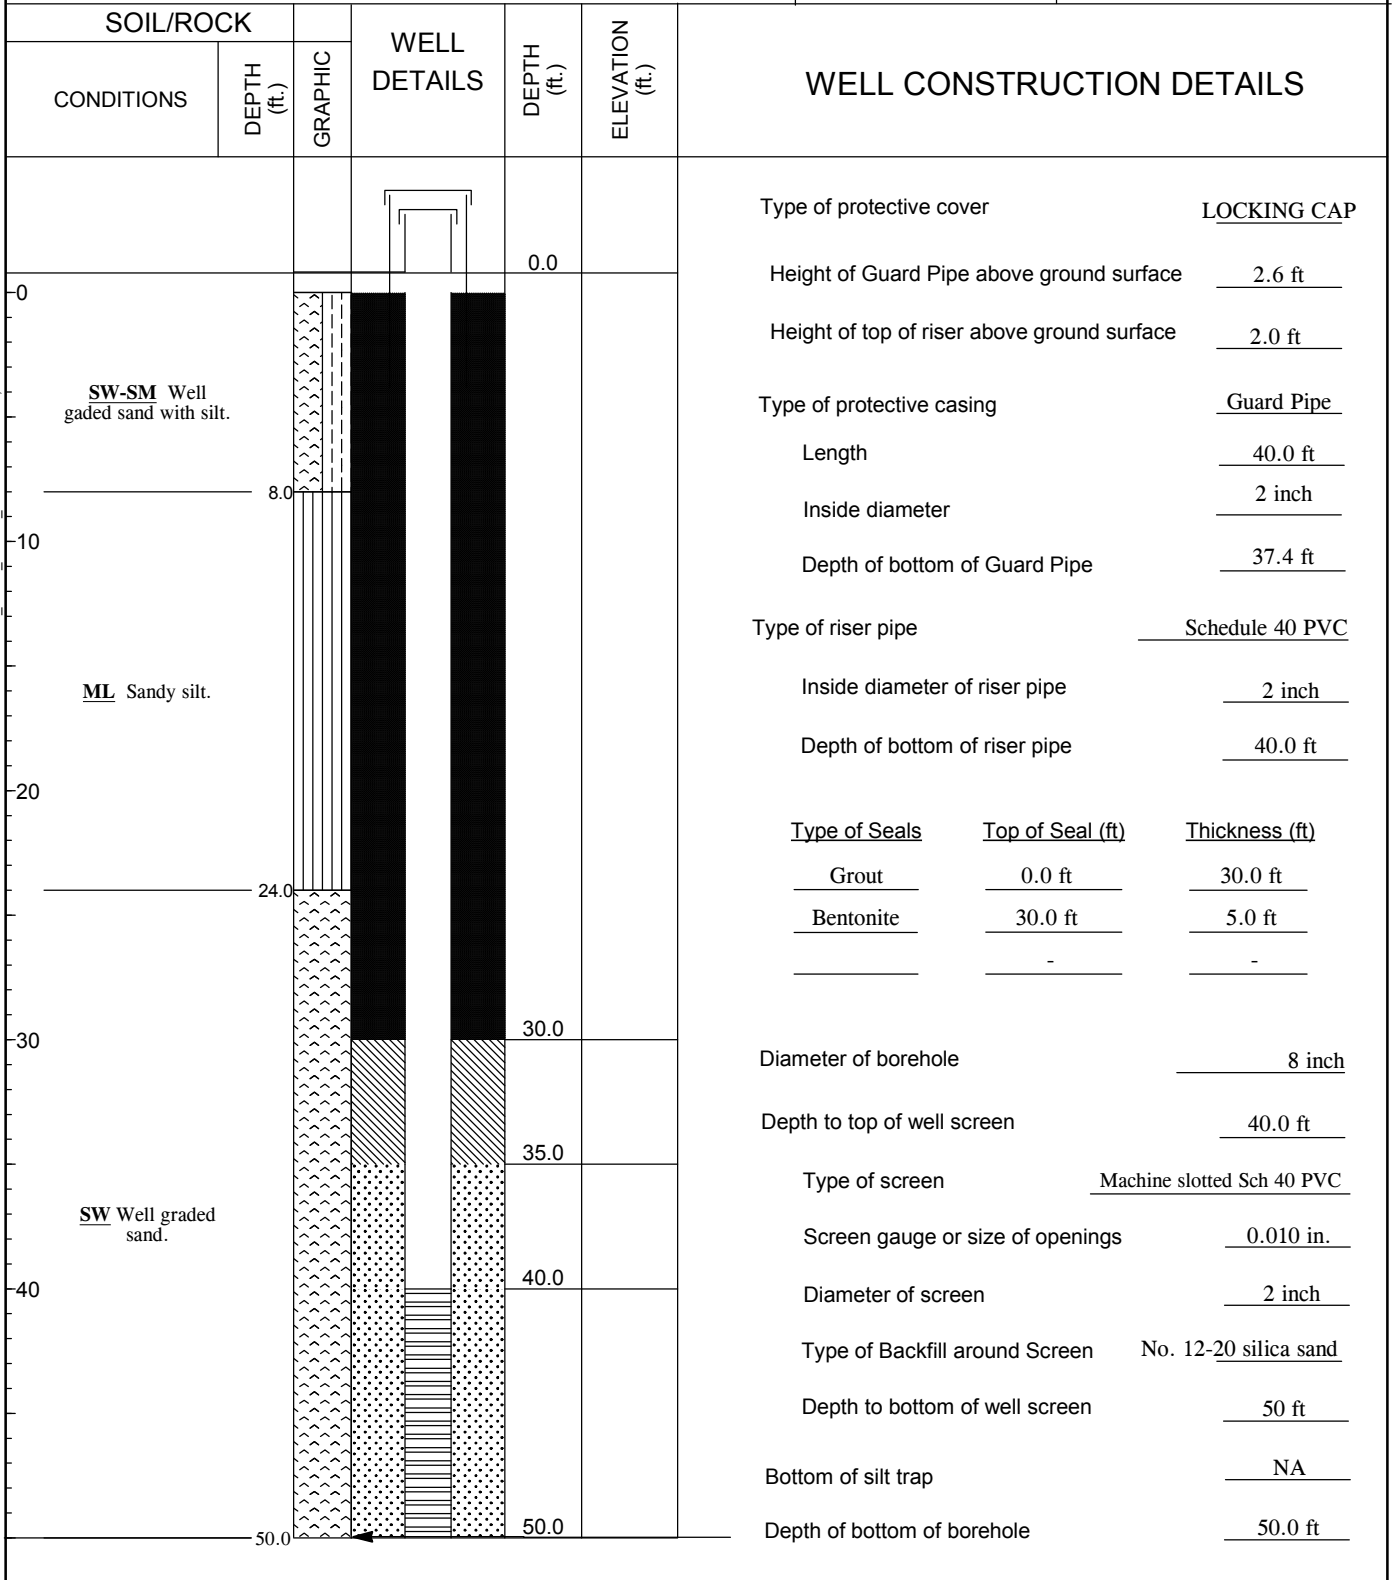 SOIL/ROCK
CONDITIONS
DEPTH
(ft.)
GRAPHIC
WELL
DETAILS
DEPTH
(ft.)
ELEVATION
(ft.)
WELL CONSTRUCTION DETAILS
Type of protective cover LOCKING CAP
0.0
Height of Guard Pipe above ground surface 2.6 ft
0
Height of top of riser above ground surface 2.0 ft
SW-SM Well
gaded sand with silt.
Type of protective casing Guard Pipe
Length 40.0 ft
8.0
Inside diameter 2 inch
10
Depth of bottom of Guard Pipe 37.4 ft
Type of riser pipe Schedule 40 PVC
ML Sandy silt.
Inside diameter of riser pipe 2 inch
Depth of bottom of riser pipe 40.0 ft
20
Type of Seals Top of Seal (ft) Thickness (ft)
Grout 0.0 ft 30.0 ft
24.0
Bentonite 30.0 ft 5.0 ft
- -
30
30.0
Diameter of borehole 8 inch
Depth to top of well screen 40.0 ft
35.0
Type of screen Machine slotted Sch 40 PVC
SW Well graded
sand.
Screen gauge or size of openings 0.010 in.
40
40.0
Diameter of screen 2 inch
Type of Backfill around Screen No. 12-20 silica sand
Depth to bottom of well screen 50 ft
Bottom of silt trap NA
50.0
50.0
Depth of bottom of borehole 50.0 ft